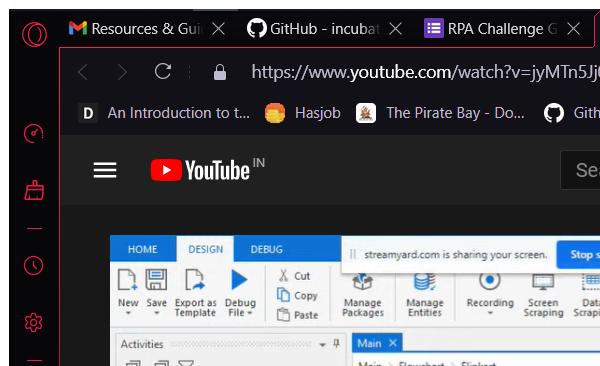 Resources & Gui
GitHub - incubat
RPA Challenge G
https://www.youtube.com/watch?v=jyMTn5Jj
An Introduction to t...
Hasjob
The Pirate Bay - Do...
Gith
YouTube IN
Sea
HOME DESIGN DEBUG
streamyard.com is sharing your screen. Stop s
New
Save
Export as
Template
Debug
File
Cut
Copy
Paste
Manage
Packages
Manage
Entities
Recording
Screen
Scraping
Data
Scrapi
Activities
Main
Main Flowchart Flipkart